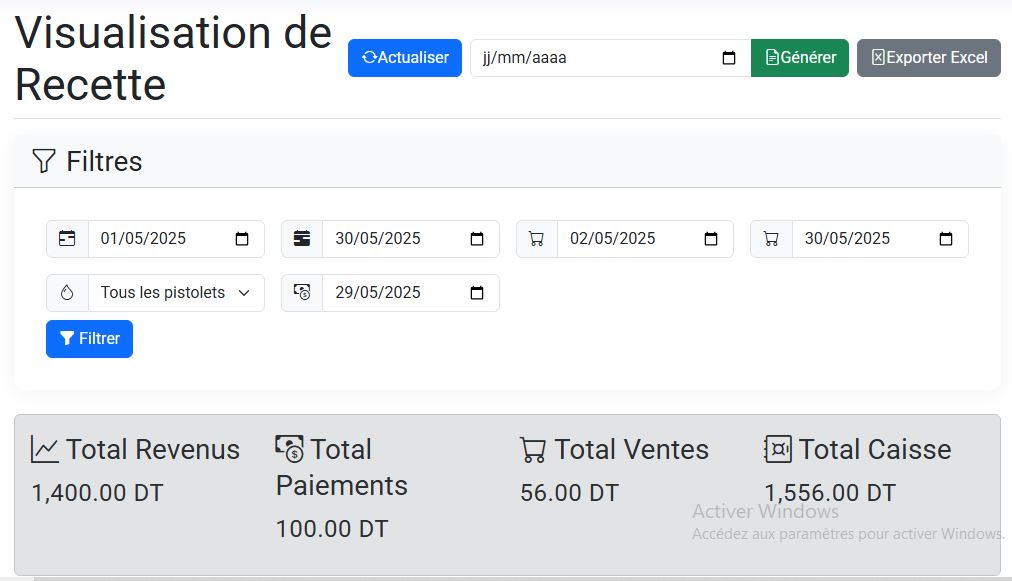 Visualisation de
Recette
Actualiser
jj/mm/aaaa
Générer
Exporter Excel
Filtres
01/05/2025
30/05/2025
02/05/2025
30/05/2025
Tous les pistolets
29/05/2025
Filtrer
Total Revenus
1,400.00 DT
Total
Paiements
100.00 DT
Total Ventes
56.00 DT
Total Caisse
1,556.00 DT
Activer Windows
Accédez aux paramètres pour activer Windows.